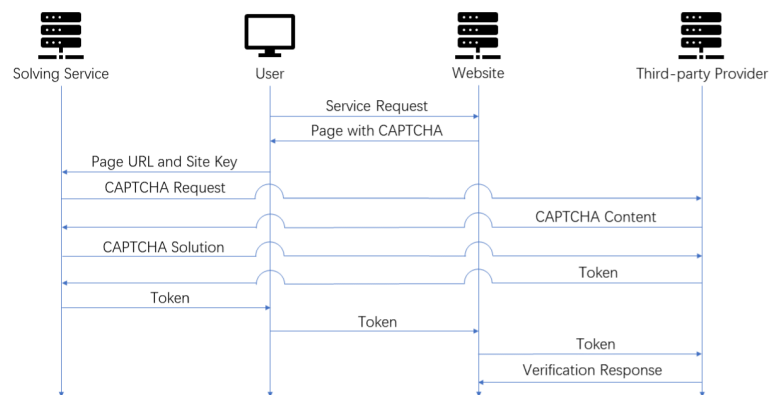 Solving Service
User
Website
Third-party Provider
Service Request
Page with CAPTCHA
Page URL and Site Key
CAPTCHA Request
CAPTCHA Content
CAPTCHA Solution
Token
Token
Token
Token
Verification Response